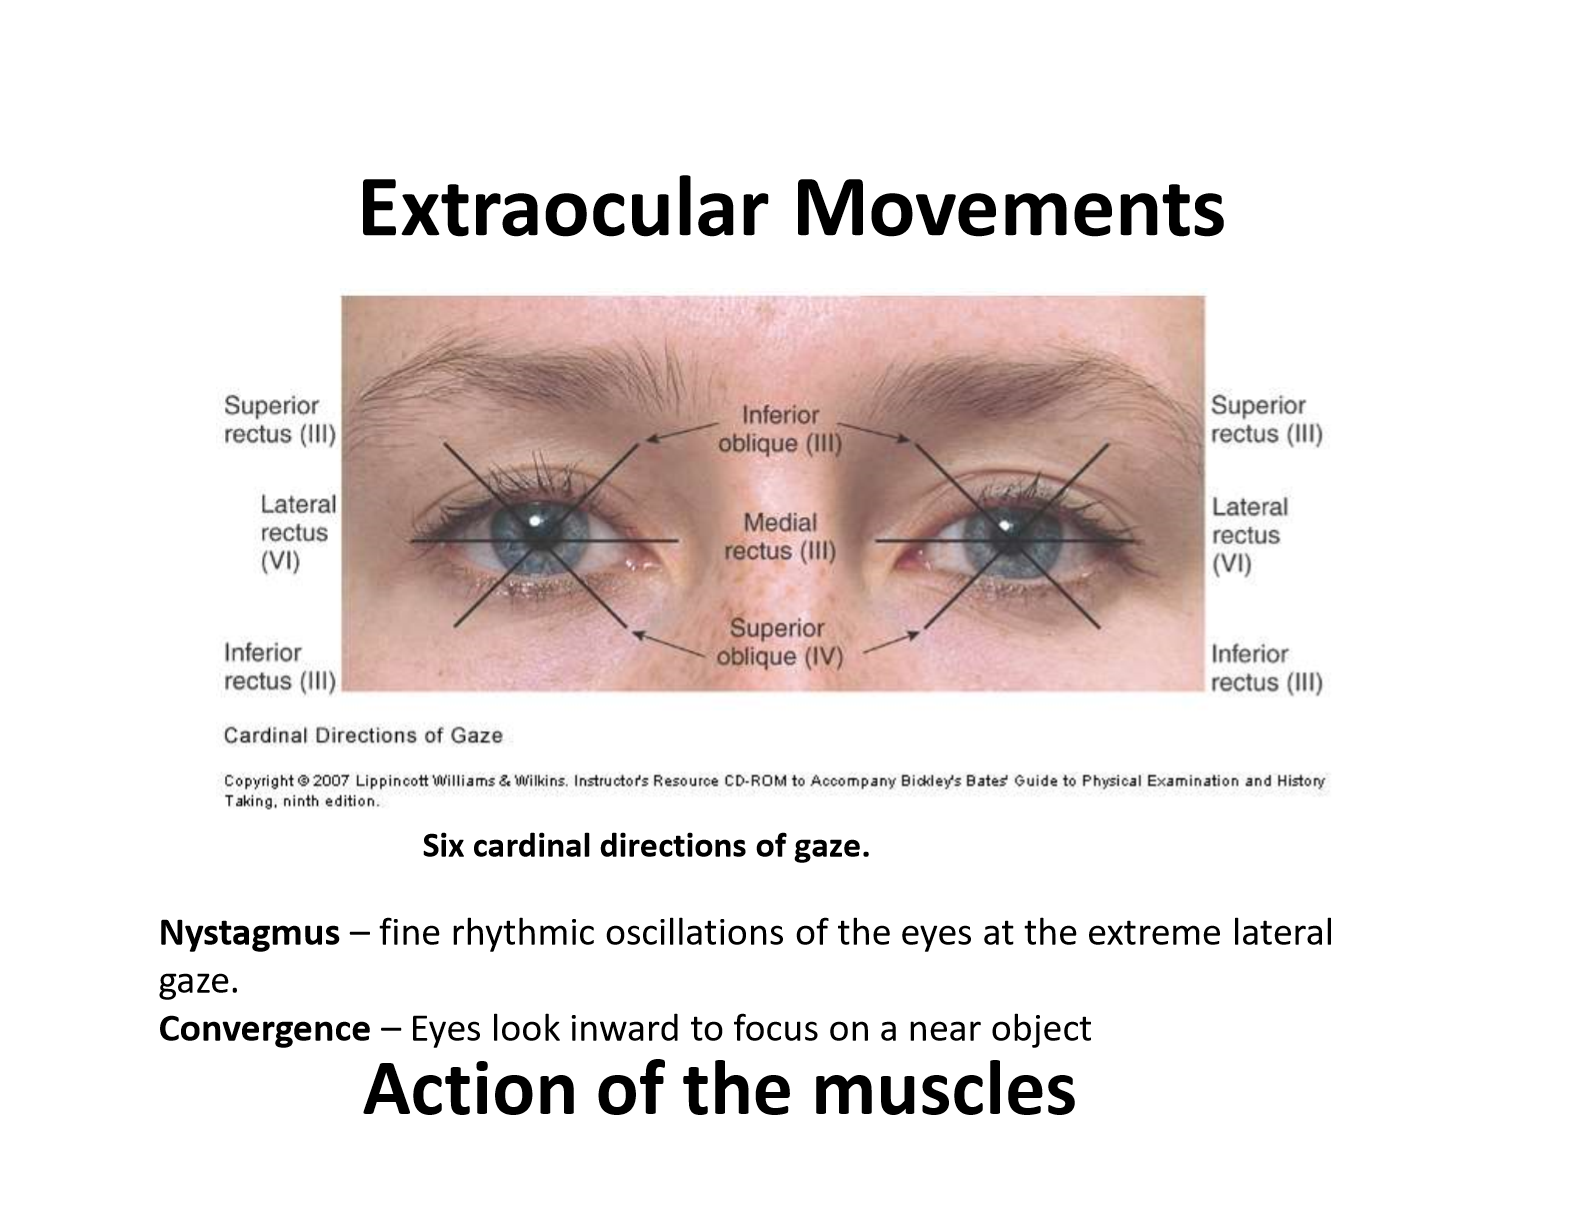 Extraocular Movements
Superior
rectus (III)
Lateral
rectus
(VI)
Inferior
rectus (III)
Inferior
oblique (III)
Medial
rectus (III)
Superior
oblique (IV)
Superior
rectus (III)
Lateral
rectus
(VI)
Inferior
rectus (III)
Cardinal Directions of Gaze
Copyright © 2007 Lippincott Williams & Wilkins. Instructor's Resource CD-ROM to Accompany Bickley's Bates' Guide to Physical Examination and History
Taking, ninth edition.
Six cardinal directions of gaze.
Nystagmus – fine rhythmic oscillations of the eyes at the extreme lateral
gaze.
Convergence – Eyes look inward to focus on a near object
Action of the muscles